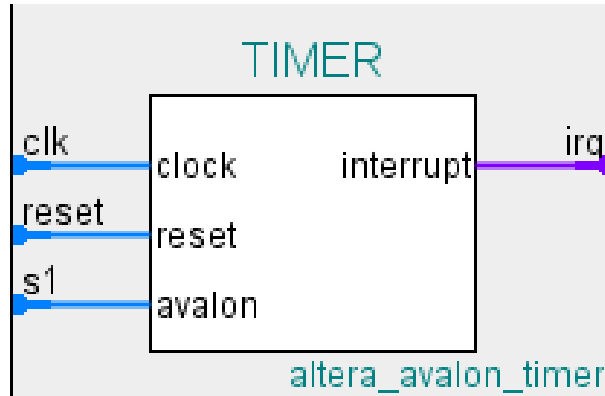 TIMER
clk
clock
interrupt
irq
reset
reset
s1
avalon
altera_avalon_timer